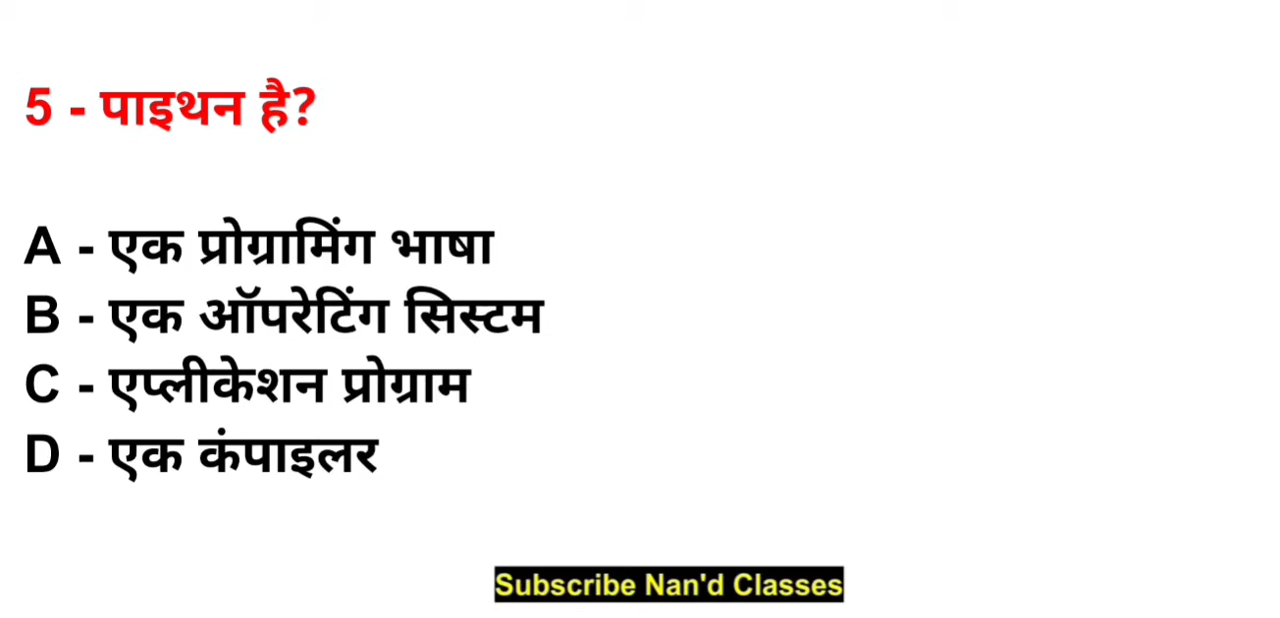 5 - पाइथन है?
A - एक प्रोग्रामिंग भाषा
B - एक ऑपरेटिंग सिस्टम
C - एप्लीकेशन प्रोग्राम
D - एक कंपाइलर
Subscribe Nan'd Classes